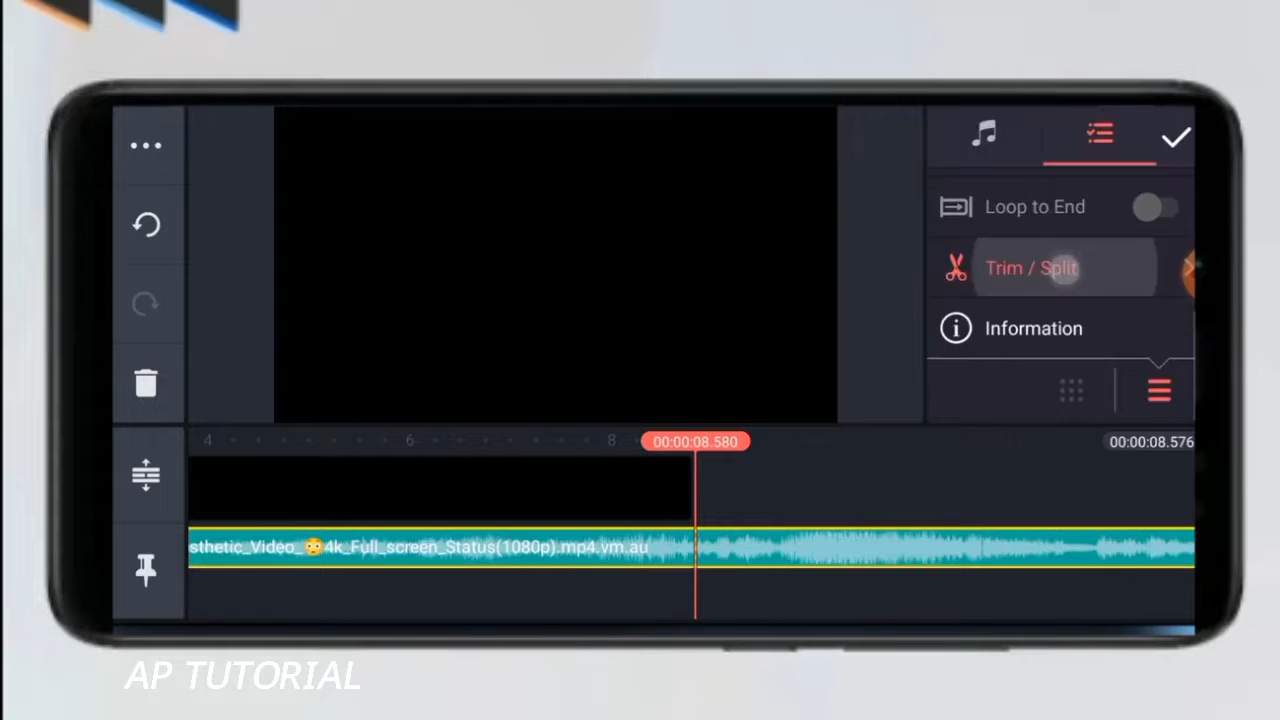 Loop to End
Trim / Split
Information
4 6 8 00:00:08.580 00:00:08.576
sthetic_Video_😳4k_Full_screen_Status(1080p).mp4.vm.au
AP TUTORIAL